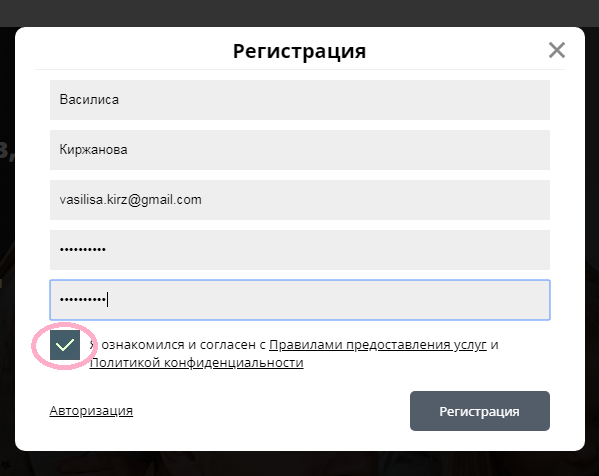 Регистрация
Василиса
Киржанова
vasilisa.kirz@gmail.com
••••••••••
••••••••••
Я ознакомился и согласен с Правилами предоставления услуг и
Политикой конфиденциальности
Авторизация
Регистрация